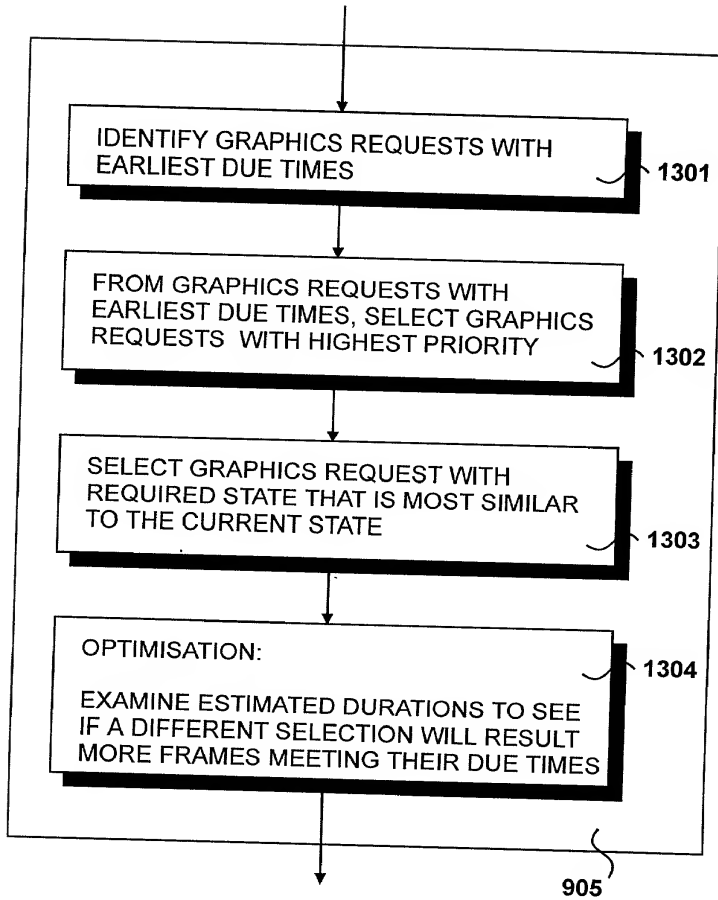 IDENTIFY GRAPHICS REQUESTS WITH
EARLIEST DUE TIMES
1301
FROM GRAPHICS REQUESTS WITH
EARLIEST DUE TIMES, SELECT GRAPHICS
REQUESTS WITH HIGHEST PRIORITY
1302
SELECT GRAPHICS REQUEST WITH
REQUIRED STATE THAT IS MOST SIMILAR
TO THE CURRENT STATE
1303
OPTIMISATION:
1304
EXAMINE ESTIMATED DURATIONS TO SEE
IF A DIFFERENT SELECTION WILL RESULT
MORE FRAMES MEETING THEIR DUE TIMES
905